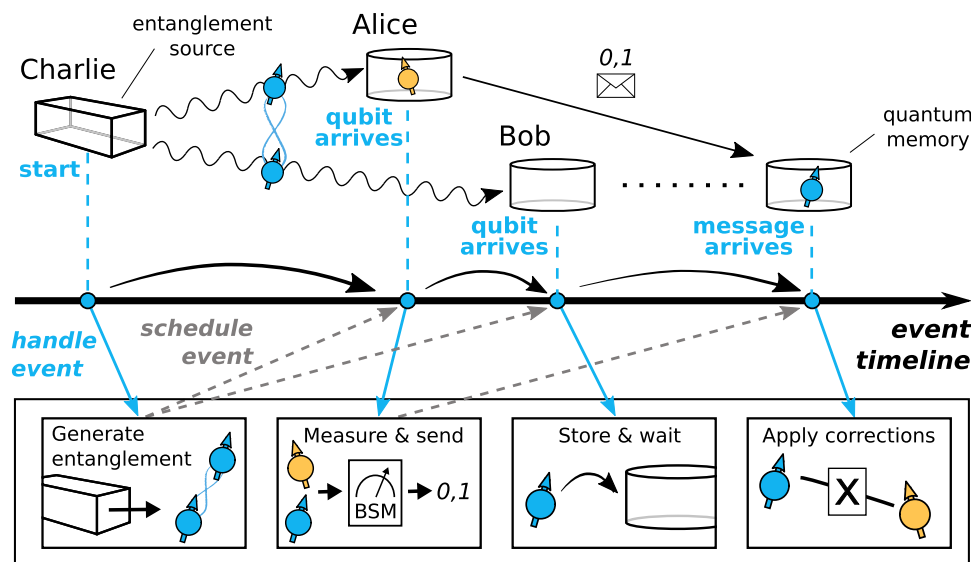 entanglement
source
Charlie
Alice
0,1
quantum
memory
Bob
start
qubit
arrives
qubit
arrives
message
arrives
handle
event
schedule
event
event
timeline
Generate
entanglement
Measure & send
BSM
0,1
Store & wait
Apply corrections
X